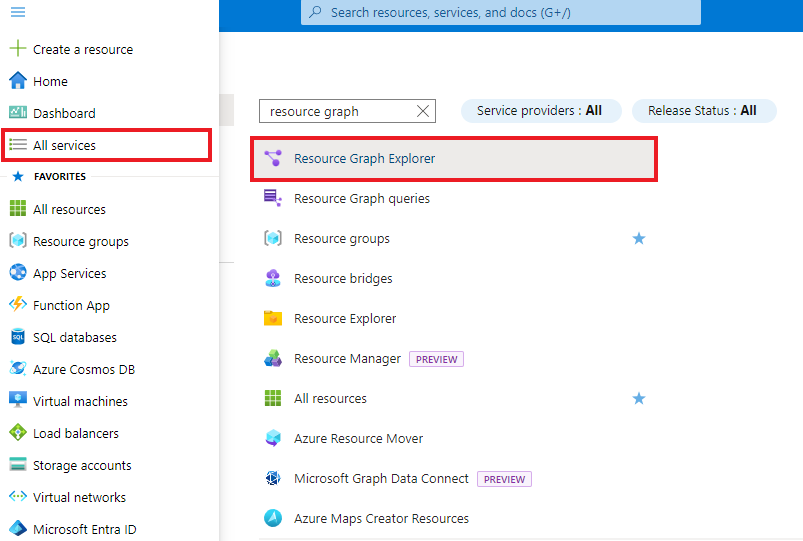 Search resources, services, and docs (G+/)
Create a resource
Home
Dashboard
All services
FAVORITES
All resources
Resource groups
App Services
Function App
SQL databases
Azure Cosmos DB
Virtual machines
Load balancers
Storage accounts
Virtual networks
Microsoft Entra ID
resource graph
Service providers : All
Release Status : All
Resource Graph Explorer
Resource Graph queries
Resource groups
Resource bridges
Resource Explorer
Resource Manager PREVIEW
All resources
Azure Resource Mover
Microsoft Graph Data Connect PREVIEW
Azure Maps Creator Resources